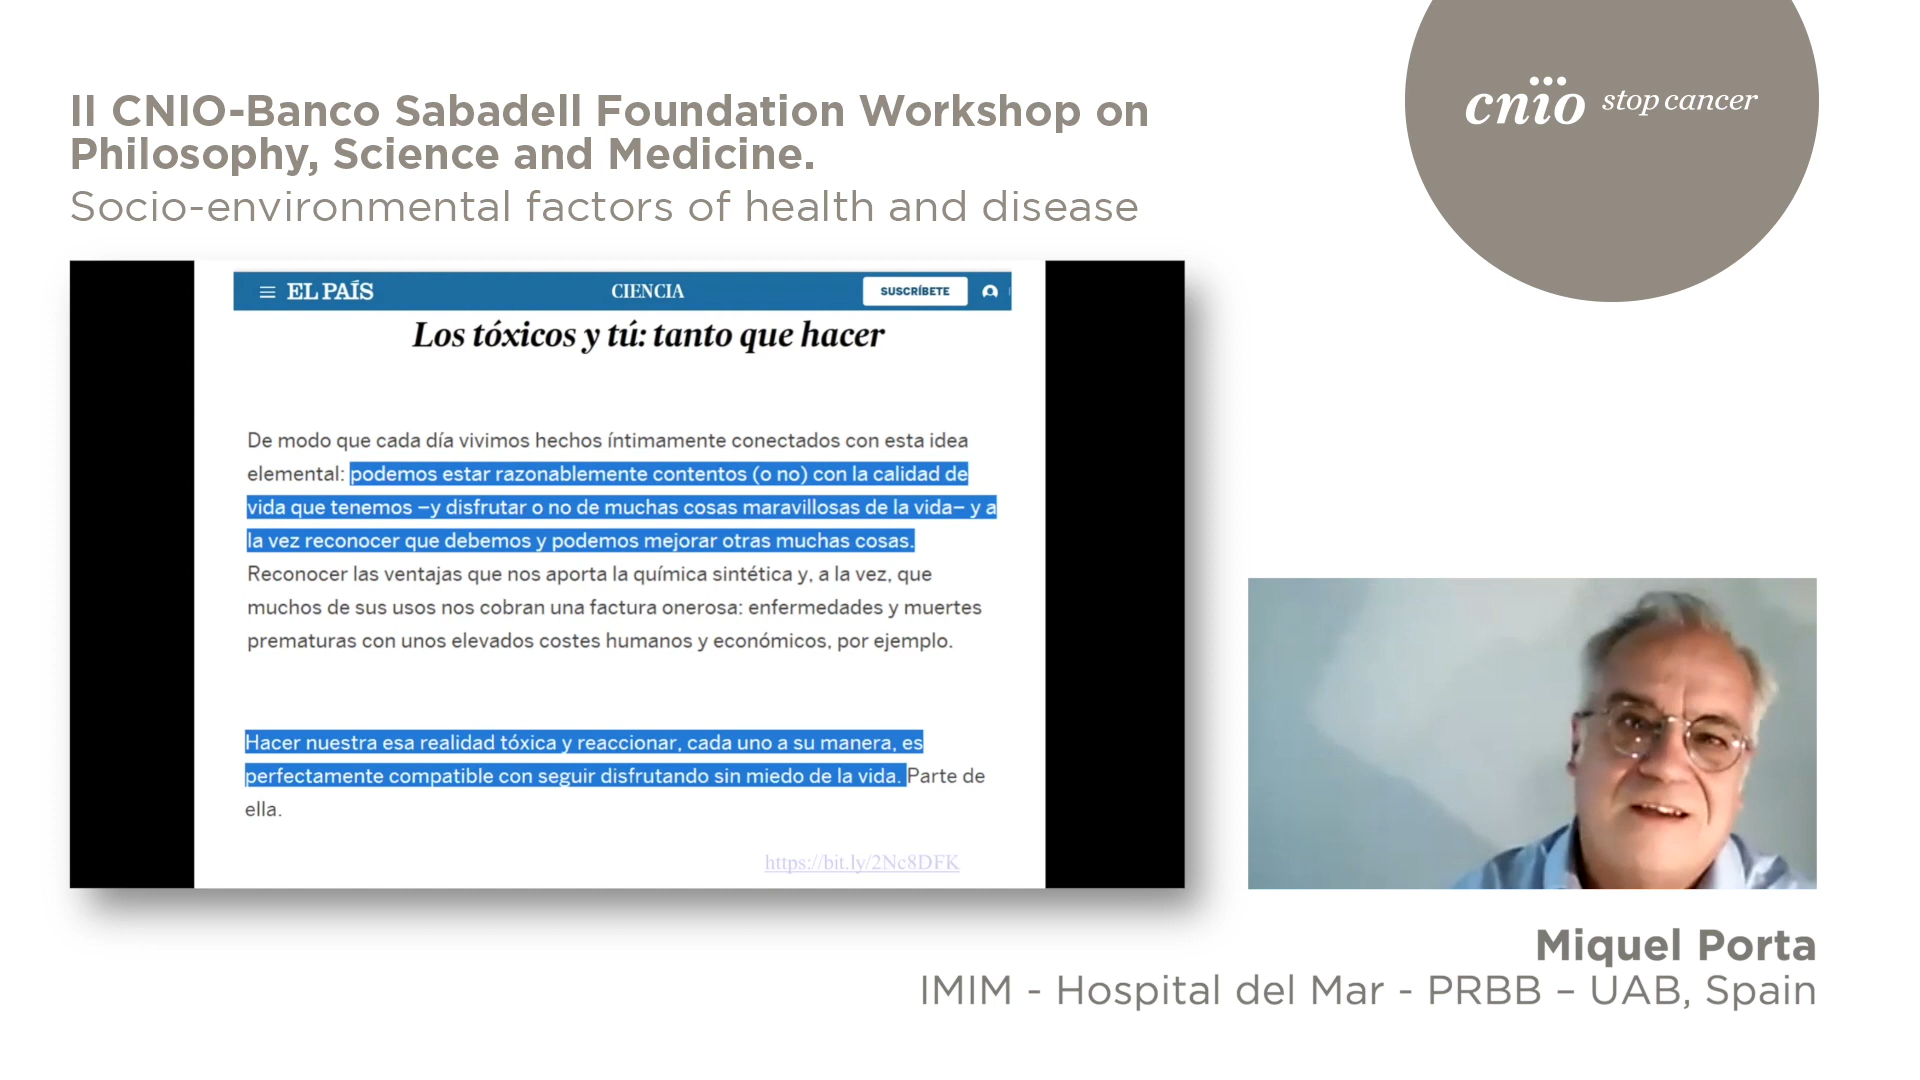 II CNIO-Banco Sabadell Foundation Workshop on
Philosophy, Science and Medicine.
Socio-environmental factors of health and disease
cnio stop cancer
EL PAÍS
CIENCIA
SUSCRÍBETE
Los tóxicos y tú: tanto que hacer
De modo que cada día vivimos hechos íntimamente conectados con esta idea
elemental: podemos estar razonablemente contentos (o no) con la calidad de
vida que tenemos –y disfrutar o no de muchas cosas maravillosas de la vida– y a
la vez reconocer que debemos y podemos mejorar otras muchas cosas.
Reconocer las ventajas que nos aporta la química sintética y, a la vez, que
muchos de sus usos nos cobran una factura onerosa: enfermedades y muertes
prematuras con unos elevados costes humanos y económicos, por ejemplo.
Hacer nuestra esa realidad tóxica y reaccionar, cada uno a su manera, es
perfectamente compatible con seguir disfrutando sin miedo de la vida. Parte de
ella.
https://bit.ly/2Nc8DFK
Miquel Porta
IMIM - Hospital del Mar - PRBB – UAB, Spain